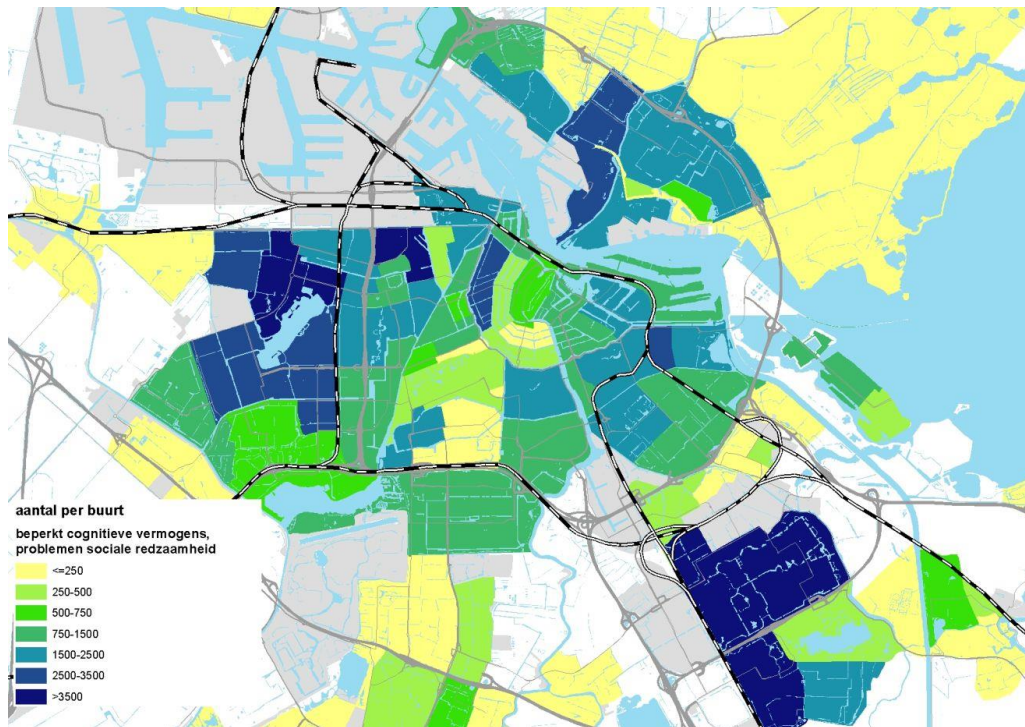 aantal per buurt
beperkt cognitieve vermogens,
problemen sociale redzaamheid
<=250
250-500
500-750
750-1500
1500-2500
2500-3500
>3500